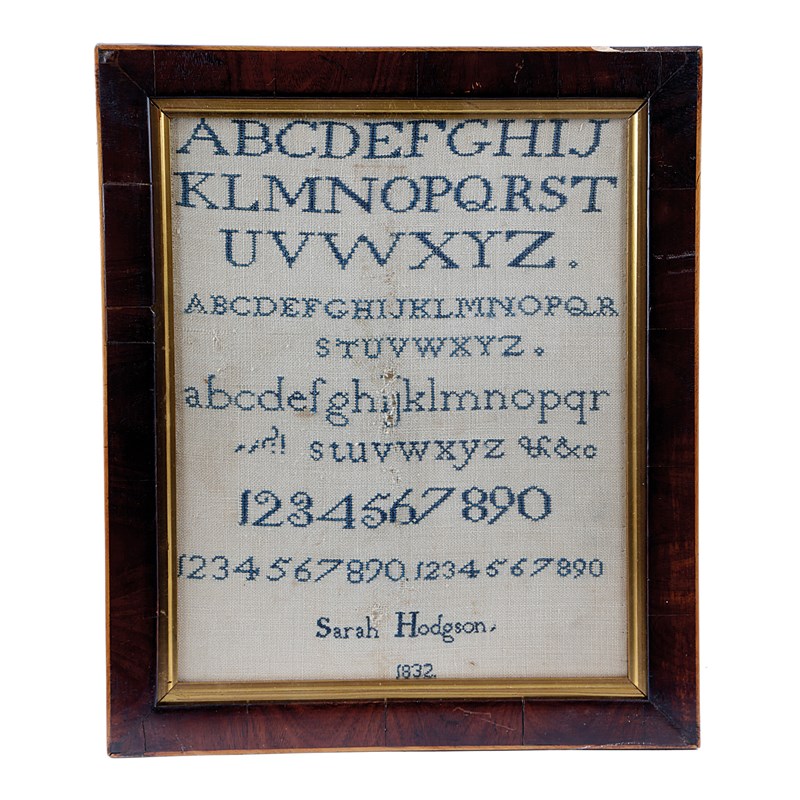 ABCDEFGHIJ
KLMNOPQRST
UVWXYZ.
ABCDEFGHIJKLMNOPQR
STUVWXYZ.
abcdefghijklmnopqr
stuvwxyz &&c
1234567890
1234567890.1234567890
Sarah Hodgson,
1832.